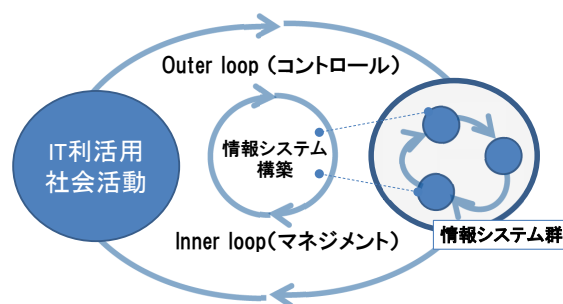 Outer loop （コントロール）
IT利活用
社会活動
情報システム
構築
Inner loop（マネジメント）
情報システム群